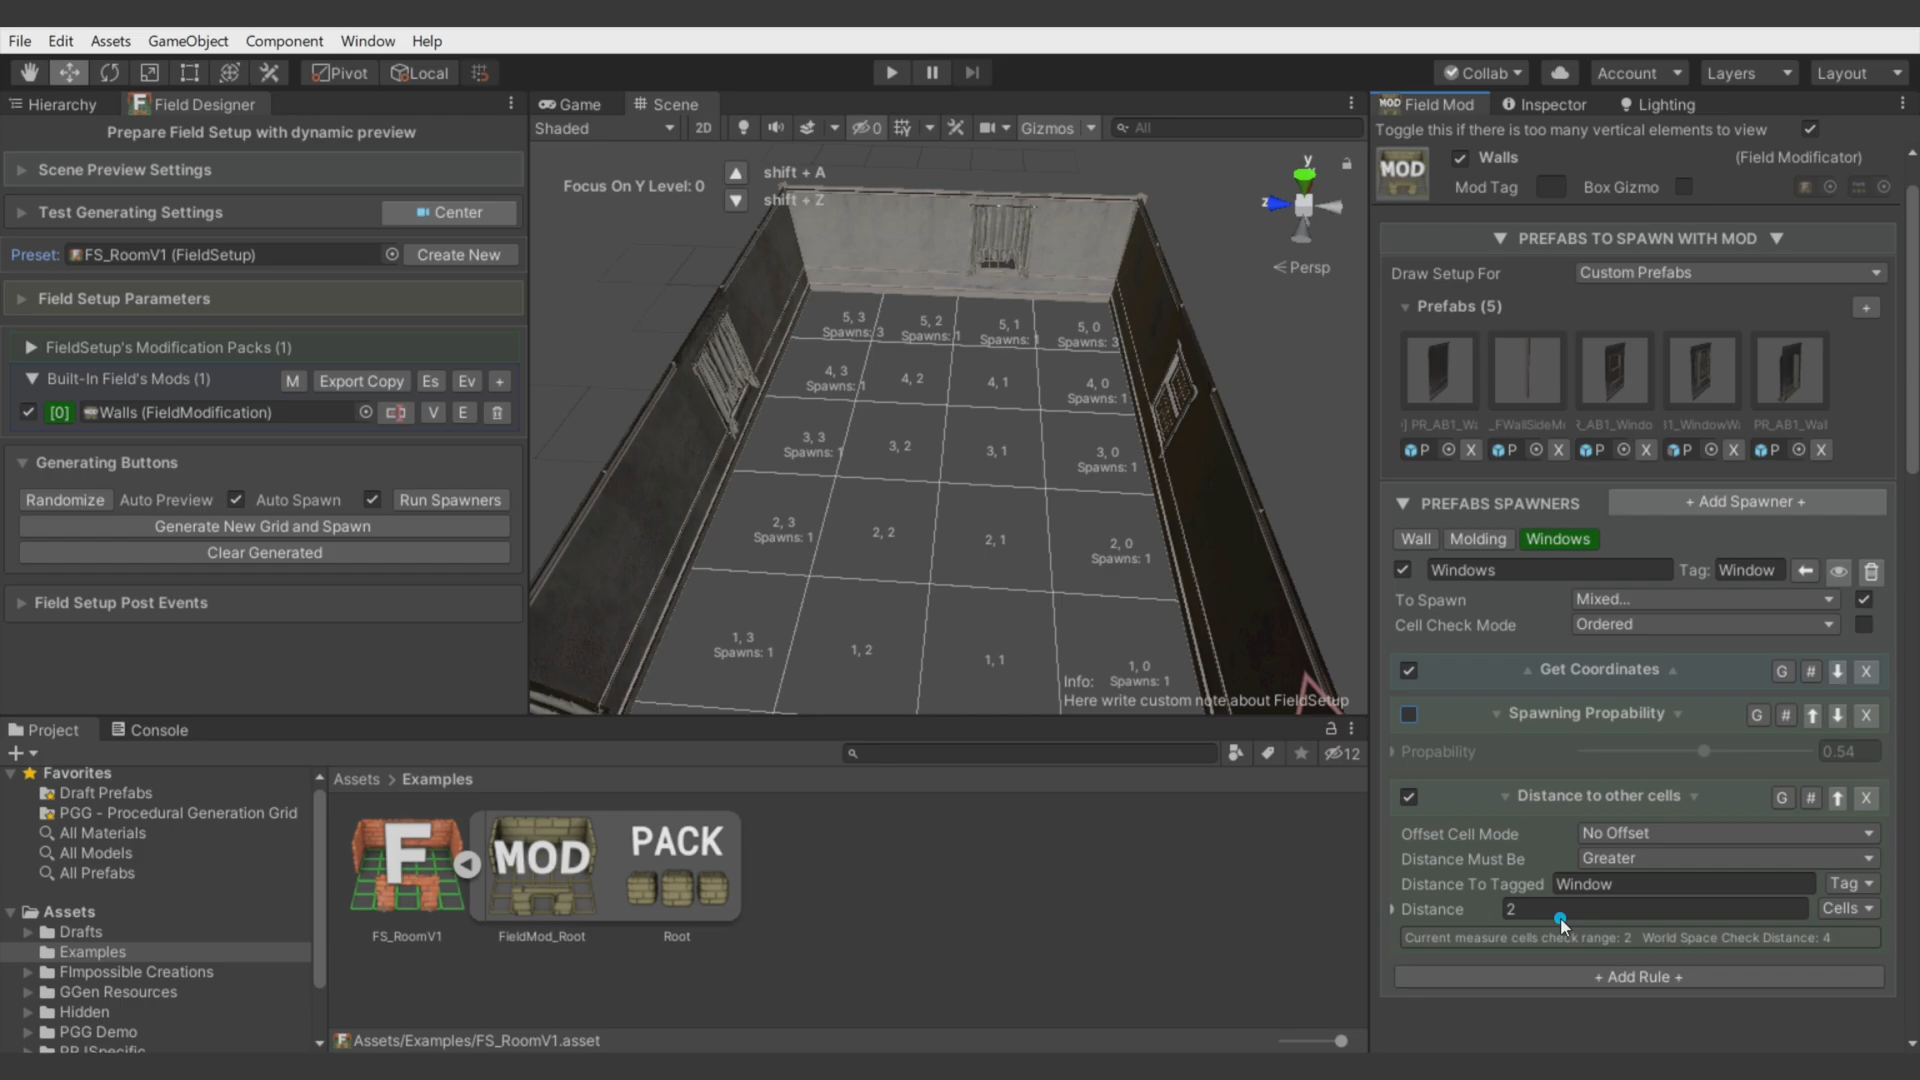 File Edit Assets GameObject Component Window Help
Pivot Local Collab Account Layers Layout
Hierarchy Field Designer
Prepare Field Setup with dynamic preview
Scene Preview Settings
Test Generating Settings Center
Preset: FS_RoomV1 (FieldSetup) Create New
Field Setup Parameters
FieldSetup's Modification Packs (1)
Built-In Field's Mods (1) M Export Copy Es Ev +
[0] Walls (FieldModification) V E
Generating Buttons
Randomize Auto Preview Auto Spawn Run Spawners
Generate New Grid and Spawn
Clear Generated
Field Setup Post Events
Game Scene
Shaded 2D 0 Gizmos All
Focus On Y Level: 0
shift + A
shift + Z
y
z
Persp
5, 3
Spawns: 3
5, 2
Spawns: 1
5, 1
Spawns: 1
5, 0
Spawns: 3
4, 3
Spawns: 1
4, 2
4, 1
4, 0
Spawns: 1
3, 3
Spawns: 1
3, 2
3, 1
3, 0
Spawns: 1
2, 3
Spawns: 1
2, 2
2, 1
2, 0
Spawns: 1
1, 3
Spawns: 1
1, 2
1, 1
1, 0
Spawns: 1
Info:
Here write custom note about FieldSetup
Project Console
12
Favorites
Draft Prefabs
PGG - Procedural Generation Grid
All Materials
All Models
All Prefabs
Assets
Drafts
Examples
FImpossible Creations
GGen Resources
Hidden
PGG Demo
Assets > Examples
F
MOD
PACK
FS_RoomV1
FieldMod_Root
Root
Assets/Examples/FS_RoomV1.asset
MOD Field Mod Inspector Lighting
Toggle this if there is too many vertical elements to view
MOD
Walls (Field Modificator)
Mod Tag Box Gizmo
PREFABS TO SPAWN WITH MOD
Draw Setup For Custom Prefabs
Prefabs (5) +
P X P X P X P X P X
PREFABS SPAWNERS + Add Spawner +
Wall Molding Windows
Windows Tag: Window
To Spawn Mixed...
Cell Check Mode Ordered
Get Coordinates G # X
Spawning Propability G # X
Propability 0.54
Distance to other cells G # X
Offset Cell Mode No Offset
Distance Must Be Greater
Distance To Tagged Window Tag
Distance 2 Cells
Current measure cells check range: 2 World Space Check Distance: 4
+ Add Rule +